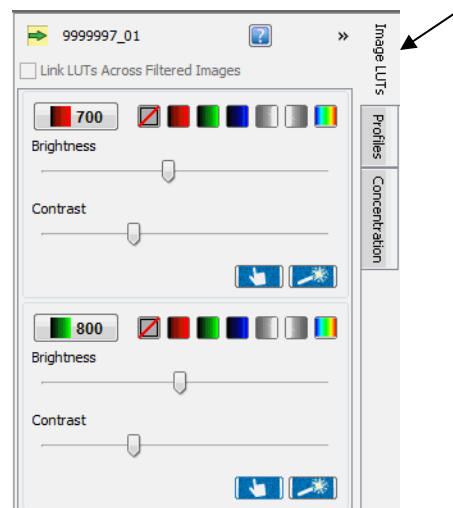 9999997_01 ? »
Link LUTs Across Filtered Images
700
Brightness
Contrast
800
Brightness
Contrast
Image LUTs
Profiles
Concentration